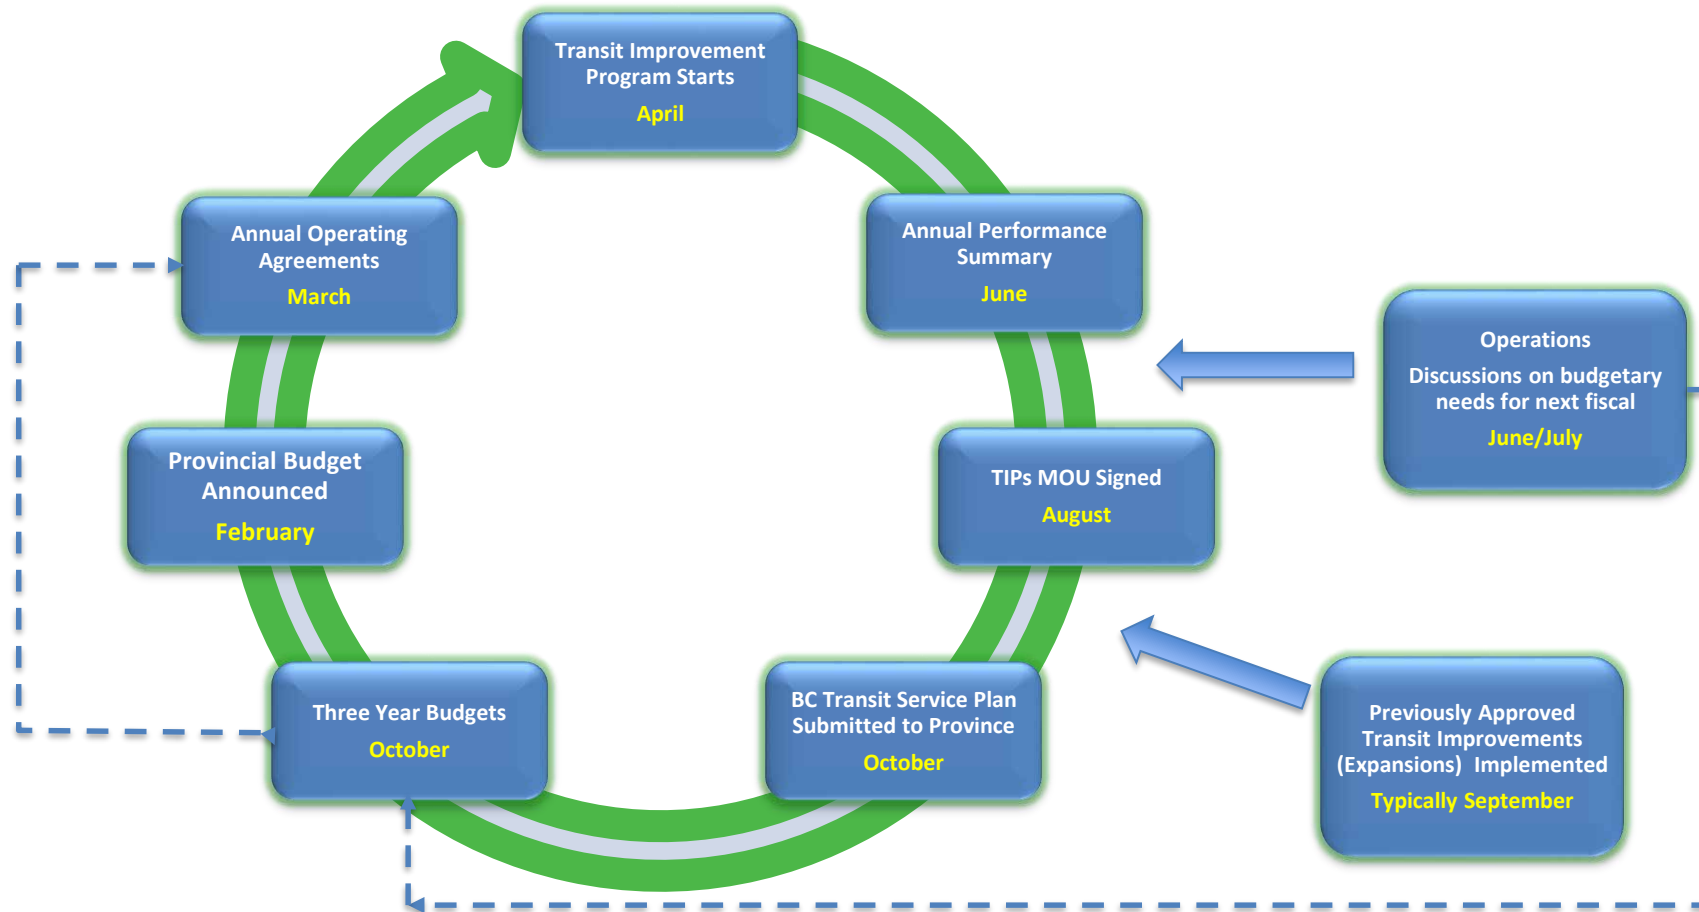 Transit Improvement
Program Starts
April
Annual Performance
Summary
June
Operations
Discussions on budgetary
needs for next fiscal
June/July
TIPs MOU Signed
August
Previously Approved
Transit Improvements
(Expansions) Implemented
Typically September
BC Transit Service Plan
Submitted to Province
October
Three Year Budgets
October
Provincial Budget
Announced
February
Annual Operating
Agreements
March